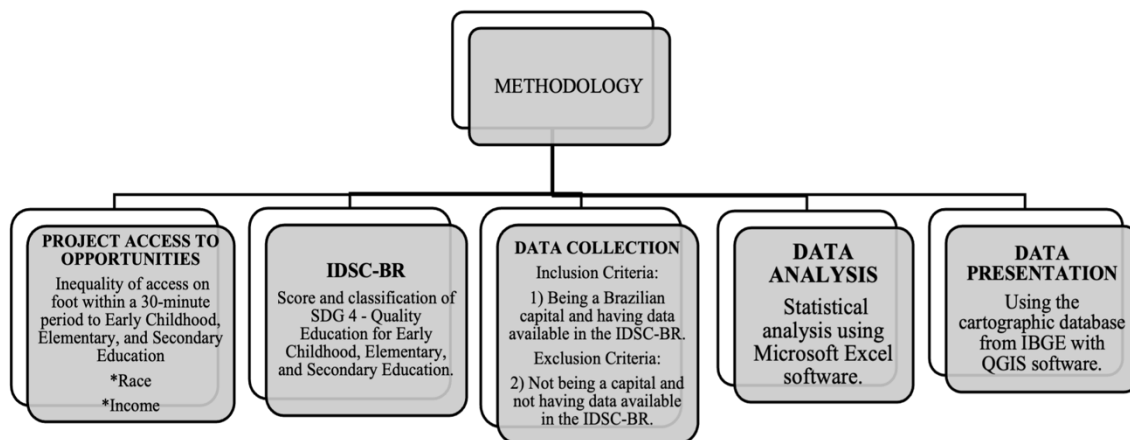 METHODOLOGY
PROJECT ACCESS TO
OPPORTUNITIES
Inequality of access on
foot within a 30-minute
period to Early Childhood,
Elementary, and Secondary
Education
*Race
*Income
IDSC-BR
Score and classification of
SDG 4 - Quality
Education for Early
Childhood, Elementary,
and Secondary Education.
DATA COLLECTION
Inclusion Criteria:
1) Being a Brazilian
capital and having data
available in the IDSC-BR.
Exclusion Criteria:
2) Not being a capital and
not having data available
in the IDSC-BR.
DATA
ANALYSIS
Statistical
analysis using
Microsoft Excel
software.
DATA
PRESENTATION
Using the
cartographic database
from IBGE with
QGIS software.